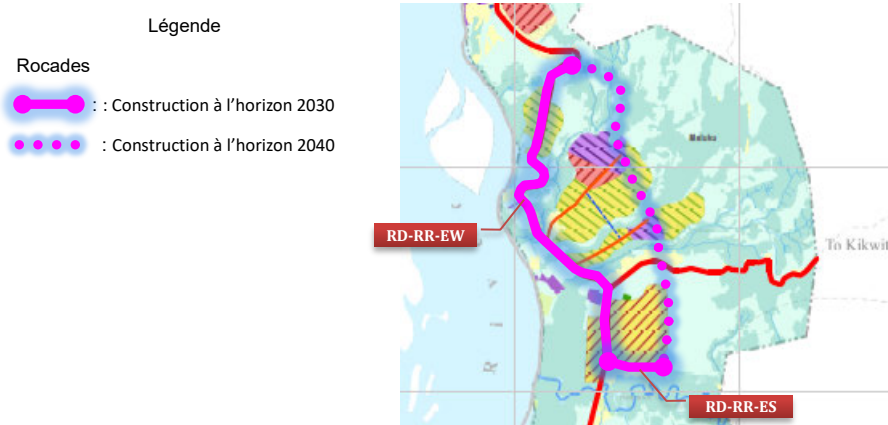 Légende
Rocades
: : Construction à l'horizon 2030
: Construction à l'horizon 2040
Maluku
RD-RR-EW
To Kikwit
R i v
RD-RR-ES